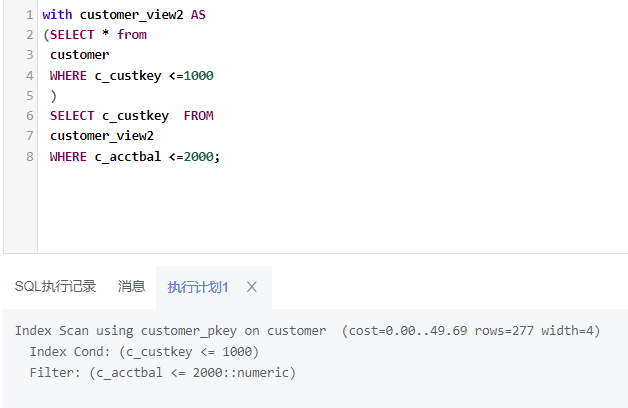 1 with customer_view2 AS
2 (SELECT * from
3 customer
4 WHERE c_custkey <=1000
5 )
6 SELECT c_custkey  FROM
7 customer_view2
8 WHERE c_acctbal <=2000;
SQL执行记录 消息 执行计划1 ×
Index Scan using customer_pkey on customer  (cost=0.00..49.69 rows=277 width=4)
Index Cond: (c_custkey <= 1000)
Filter: (c_acctbal <= 2000::numeric)